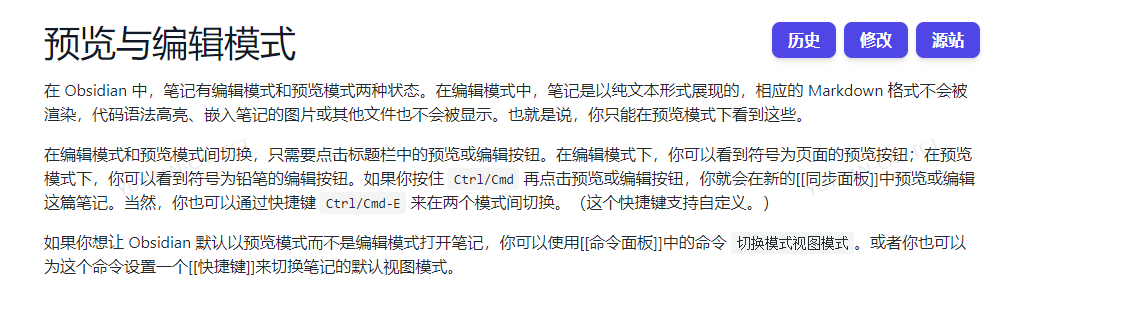 预览与编辑模式
历史 修改 源站
在 Obsidian 中，笔记有编辑模式和预览模式两种状态。在编辑模式中，笔记是以纯文本形式展现的，相应的 Markdown 格式不会被
渲染，代码语法高亮、嵌入笔记的图片或其他文件也不会被显示。也就是说，你只能在预览模式下看到这些。
在编辑模式和预览模式间切换，只需要点击标题栏中的预览或编辑按钮。在编辑模式下，你可以看到符号为页面的预览按钮；在预览
模式下，你可以看到符号为铅笔的编辑按钮。如果你按住 Ctrl/Cmd 再点击预览或编辑按钮，你就会在新的[[同步面板]]中预览或编辑
这篇笔记。当然，你也可以通过快捷键 Ctrl/Cmd-E 来在两个模式间切换。（这个快捷键支持自定义。）
如果你想让 Obsidian 默认以预览模式而不是编辑模式打开笔记，你可以使用[[命令面板]]中的命令 切换模式视图模式 。或者你也可以
为这个命令设置一个[[快捷键]]来切换笔记的默认视图模式。